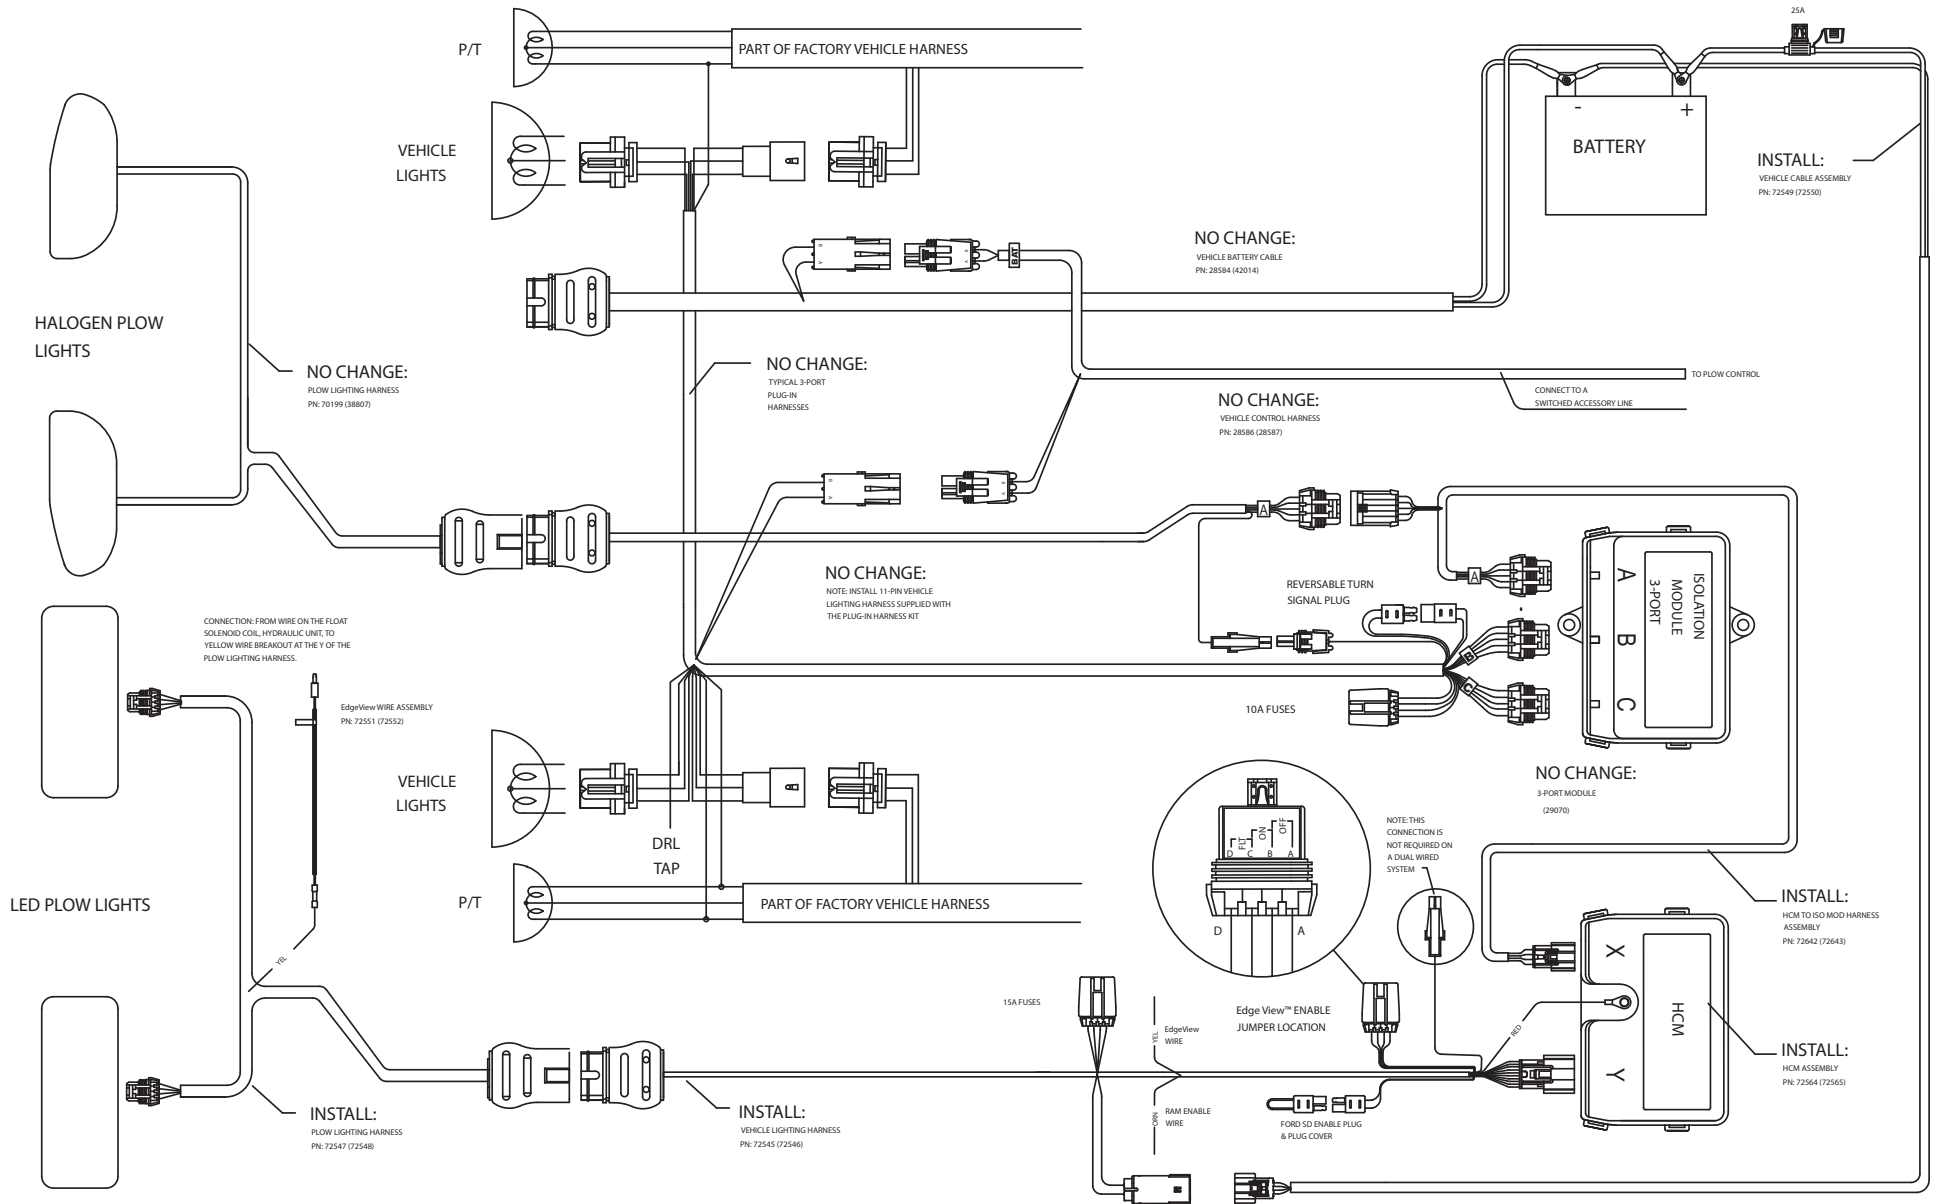 25A
P/T
PART OF FACTORY VEHICLE HARNESS
-
+
BATTERY
VEHICLE
LIGHTS
INSTALL:
VEHICLE CABLE ASSEMBLY
PN: 72549 (72550)
BAT
B
A
B
A
NO CHANGE:
VEHICLE BATTERY CABLE
PN: 28584 (42014)
HALOGEN PLOW
LIGHTS
NO CHANGE:
PLOW LIGHTING HARNESS
PN: 70199 (38807)
NO CHANGE:
TYPICAL 3-PORT
PLUG-IN
HARNESSES
TO PLOW CONTROL
CONNECT TO A
SWITCHED ACCESSORY LINE
NO CHANGE:
VEHICLE CONTROL HARNESS
PN: 28586 (28587)
B
A
B
A
A
NO CHANGE:
NOTE: INSTALL 11-PIN VEHICLE
LIGHTING HARNESS SUPPLIED WITH
THE PLUG-IN HARNESS KIT
REVERSABLE TURN
SIGNAL PLUG
A
B
C
A
B
C
ISOLATION
MODULE
3-PORT
10A FUSES
NO CHANGE:
3-PORT MODULE
(29070)
CONNECTION: FROM WIRE ON THE FLOAT
SOLENOID COIL, HYDRAULIC UNIT, TO
YELLOW WIRE BREAKOUT AT THE Y OF THE
PLOW LIGHTING HARNESS.
EdgeView WIRE ASSEMBLY
PN: 72551 (72552)
VEHICLE
LIGHTS
DRL
TAP
P/T
PART OF FACTORY VEHICLE HARNESS
LED PLOW LIGHTS
YEL
D
C
B
A
FLT
ON
OFF
D
A
NOTE: THIS
CONNECTION IS
NOT REQUIRED ON
A DUAL WIRED
SYSTEM
INSTALL:
HCM TO ISO MOD HARNESS
ASSEMBLY
PN: 72642 (72643)
X
Y
HCM
RED
INSTALL:
HCM ASSEMBLY
PN: 72564 (72565)
15A FUSES
YEL
EdgeView
WIRE
Edge View™ ENABLE
JUMPER LOCATION
ORN
RAM ENABLE
WIRE
FORD SD ENABLE PLUG
& PLUG COVER
INSTALL:
PLOW LIGHTING HARNESS
PN: 72547 (72548)
INSTALL:
VEHICLE LIGHTING HARNESS
PN: 72545 (72546)